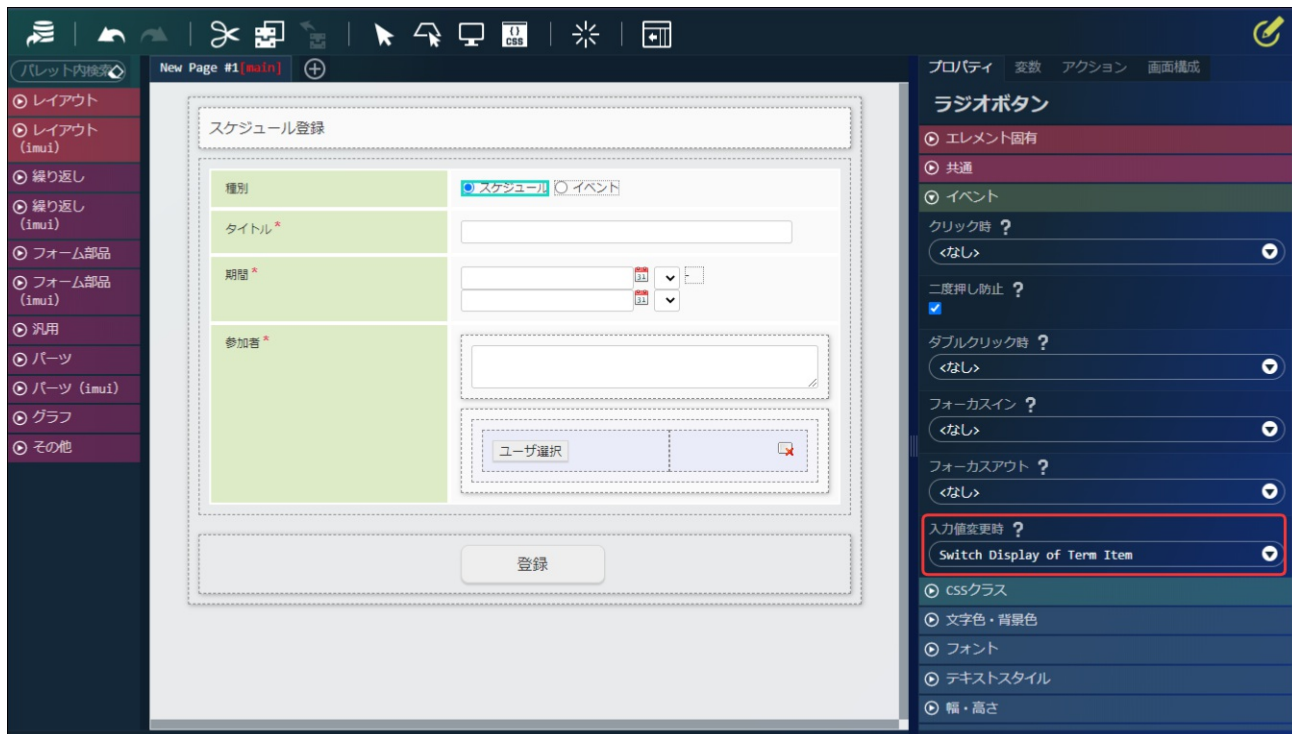 {}
CSS
パレット内検索
レイアウト
レイアウト
(imui)
繰り返し
繰り返し
(imui)
フォーム部品
フォーム部品
(imui)
汎用
パーツ
パーツ (imui)
グラフ
その他
New Page #1[main]
スケジュール登録
種別
スケジュール イベント
タイトル*
期間*
31
-
31
参加者*
ユーザ選択
登録
プロパティ 変数 アクション 画面構成
ラジオボタン
エレメント固有
共通
イベント
クリック時 ?
<なし>
二度押し防止 ?
ダブルクリック時 ?
<なし>
フォーカスイン ?
<なし>
フォーカスアウト ?
<なし>
入力値変更時 ?
Switch Display of Term Item
CSSクラス
文字色・背景色
フォント
テキストスタイル
幅・高さ